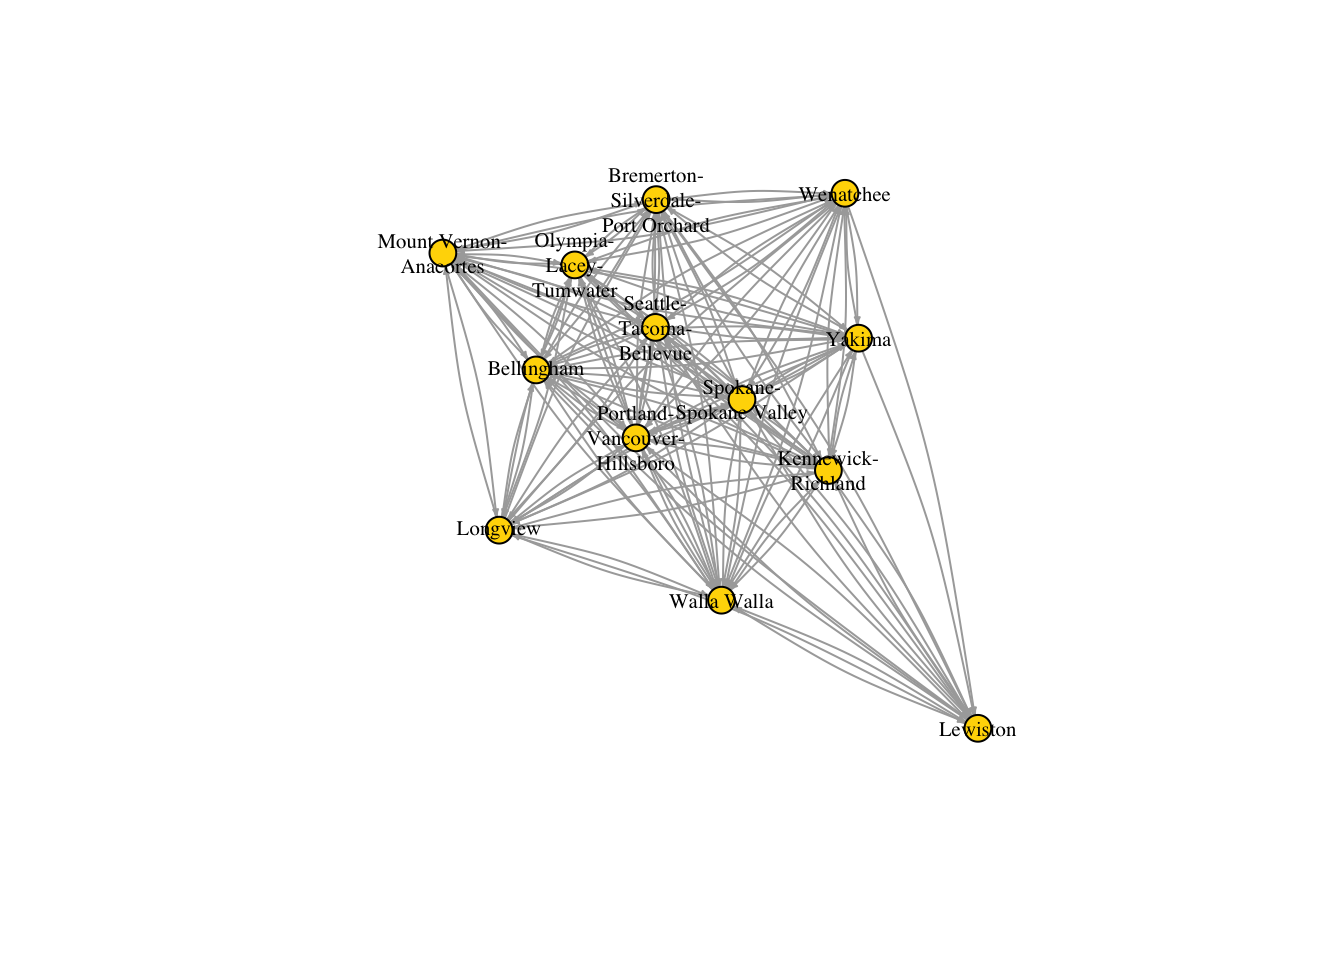 Bremerton-
Silverdale-
Port Orchard
Wenatchee
Mount Vernon-
Anacortes
Olympia-
Lacey-
Tumwater
Seattle-
Tacoma-
Bellevue
Yakima
Bellingham
Spokane-
Spokane Valley
Portland-
Vancouver-
Hillsboro
Kennewick-
Richland
Longview
Walla Walla
Lewiston